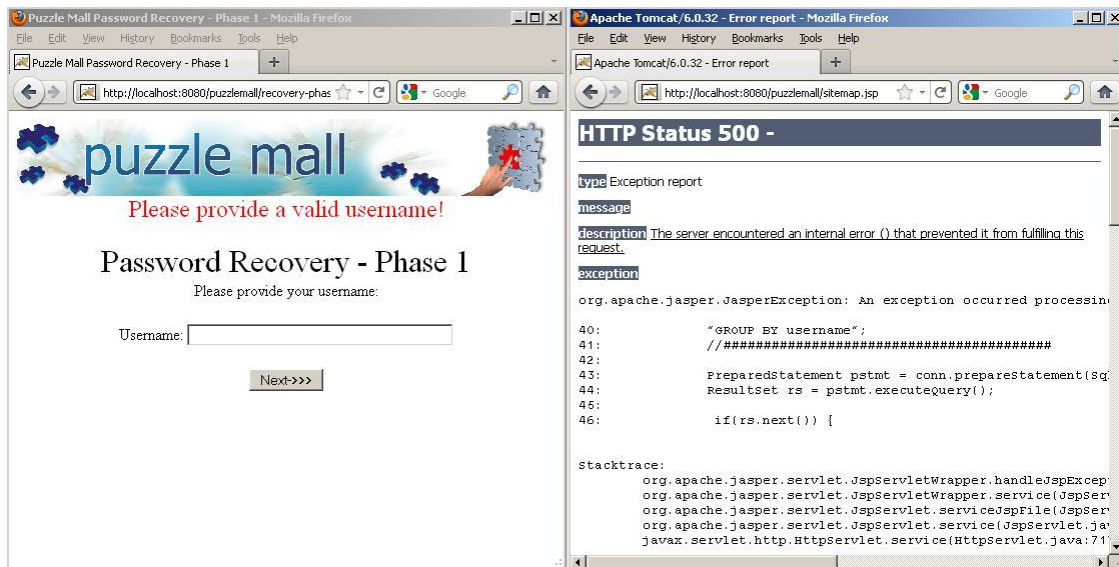 Puzzle Mall Password Recovery - Phase 1 - Mozilla Firefox
File Edit View History Bookmarks Tools Help
Puzzle Mall Password Recovery - Phase 1
http://localhost:8080/puzzlemall/recovery-phas
Google
puzzle mall
Please provide a valid username!
Password Recovery - Phase 1
Please provide your username:
Username:
Next->>>
Apache Tomcat/6.0.32 - Error report - Mozilla Firefox
File Edit View History Bookmarks Tools Help
Apache Tomcat/6.0.32 - Error report
http://localhost:8080/puzzlemall/sitemap.jsp
Google
HTTP Status 500 -
type Exception report
message
description The server encountered an internal error () that prevented it from fulfilling this
request.
exception
org.apache.jasper.JasperException: An exception occurred processin
40: "GROUP BY username";
41: //#########################################
42:
43: PreparedStatement pstmt = conn.prepareStatement(Sql
44: ResultSet rs = pstmt.executeQuery();
45:
46: if(rs.next()) {
Stacktrace:
org.apache.jasper.servlet.JspServletWrapper.handleJspExcep
org.apache.jasper.servlet.JspServletWrapper.service(JspServ
org.apache.jasper.servlet.JspServlet.serviceJspFile(JspServ
org.apache.jasper.servlet.JspServlet.service(JspServlet.jav
javax.servlet.http.HttpServlet.service(HttpServlet.java:71